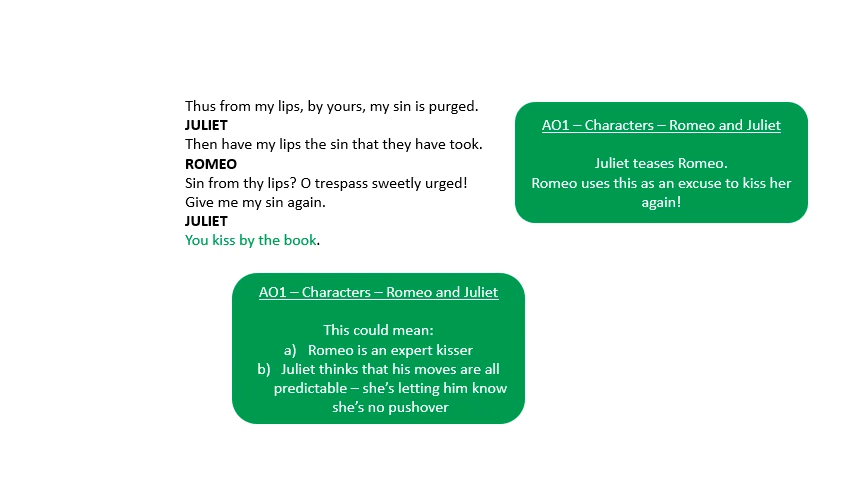 Thus from my lips, by yours, my sin is purged.
JULIET
Then have my lips the sin that they have took.
ROMEO
Sin from thy lips? O trespass sweetly urged!
Give me my sin again.
JULIET
You kiss by the book.
AO1 – Characters – Romeo and Juliet
Juliet teases Romeo.
Romeo uses this as an excuse to kiss her
again!
AO1 – Characters – Romeo and Juliet
This could mean:
a) Romeo is an expert kisser
b) Juliet thinks that his moves are all
predictable – she’s letting him know
she’s no pushover